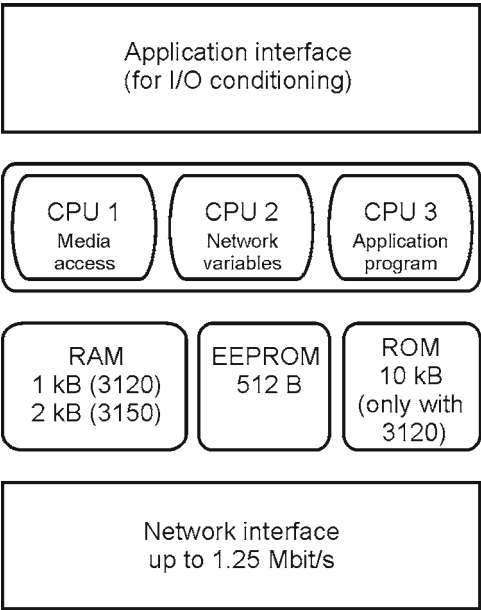 Application interface
(for I/O conditioning)
CPU 1
Media
access
CPU 2
Network
variables
CPU 3
Application
program
RAM
1 kB (3120)
2 kB (3150)
EEPROM
512 B
ROM
10 kB
(only with
3120)
Network interface
up to 1.25 Mbit/s